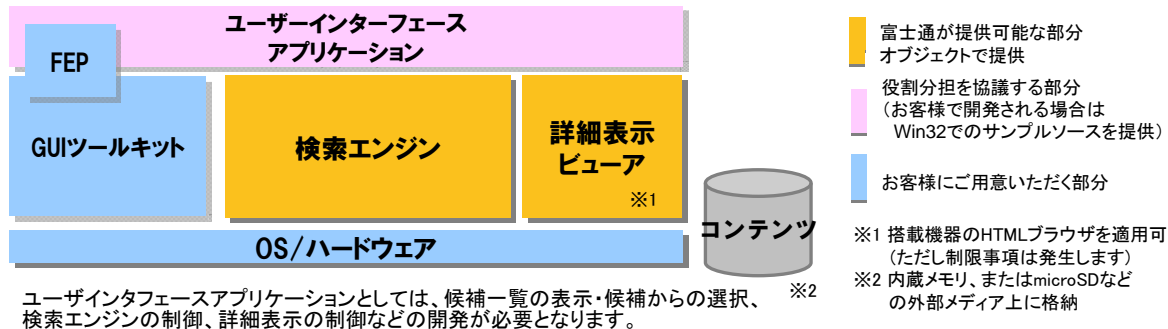 ユーザーインターフェース
アプリケーション
FEP
GUIツールキット
検索エンジン
詳細表示
ビューア
※1
OS/ハードウェア
コンテンツ
※2
ユーザインタフェースアプリケーションとしては、候補一覧の表示・候補からの選択、
検索エンジンの制御、詳細表示の制御などの開発が必要となります。
富士通が提供可能な部分
オブジェクトで提供
役割分担を協議する部分
(お客様で開発される場合は
Win32でのサンプルソースを提供)
お客様にご用意いただく部分
※1 搭載機器のHTMLブラウザを適用可
(ただし制限事項は発生します)
※2 内蔵メモリ、またはmicroSDなど
の外部メディア上に格納